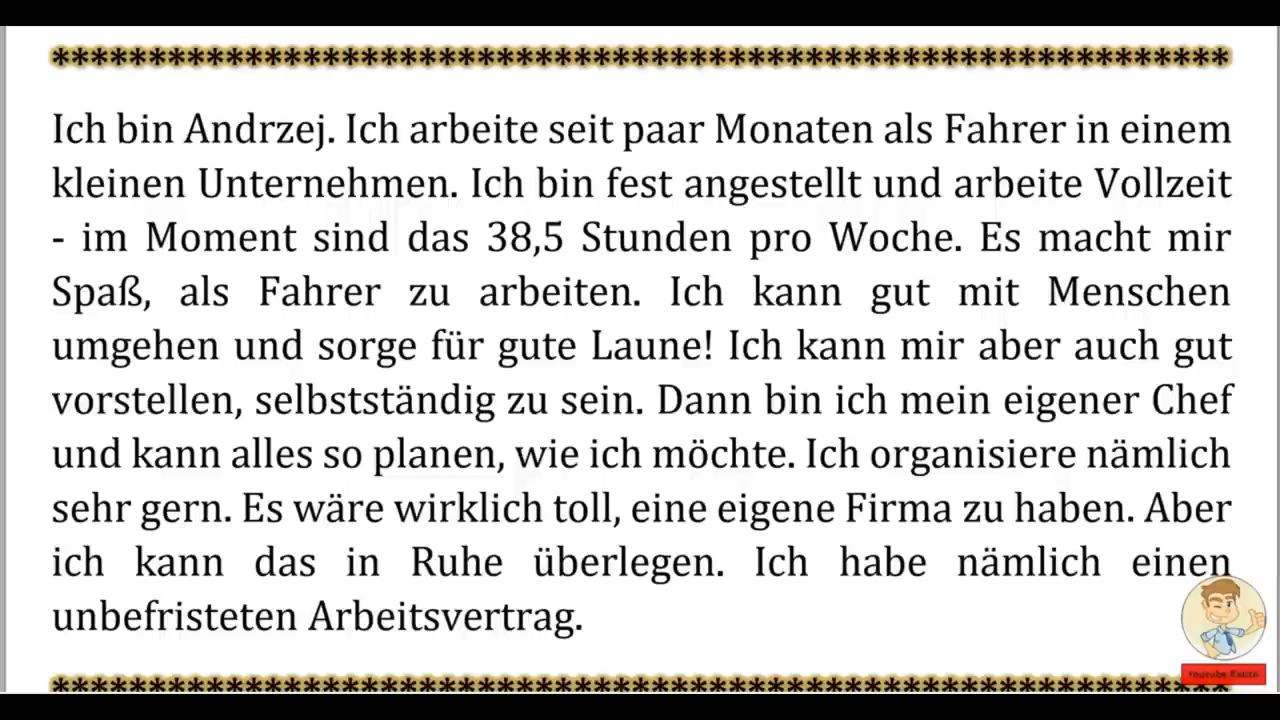 ************************************************************
Ich bin Andrzej. Ich arbeite seit paar Monaten als Fahrer in einem
kleinen Unternehmen. Ich bin fest angestellt und arbeite Vollzeit
- im Moment sind das 38,5 Stunden pro Woche. Es macht mir
Spaß, als Fahrer zu arbeiten. Ich kann gut mit Menschen
umgehen und sorge für gute Laune! Ich kann mir aber auch gut
vorstellen, selbstständig zu sein. Dann bin ich mein eigener Chef
und kann alles so planen, wie ich möchte. Ich organisiere nämlich
sehr gern. Es wäre wirklich toll, eine eigene Firma zu haben. Aber
ich kann das in Ruhe überlegen. Ich habe nämlich einen
unbefristeten Arbeitsvertrag.
************************************************************